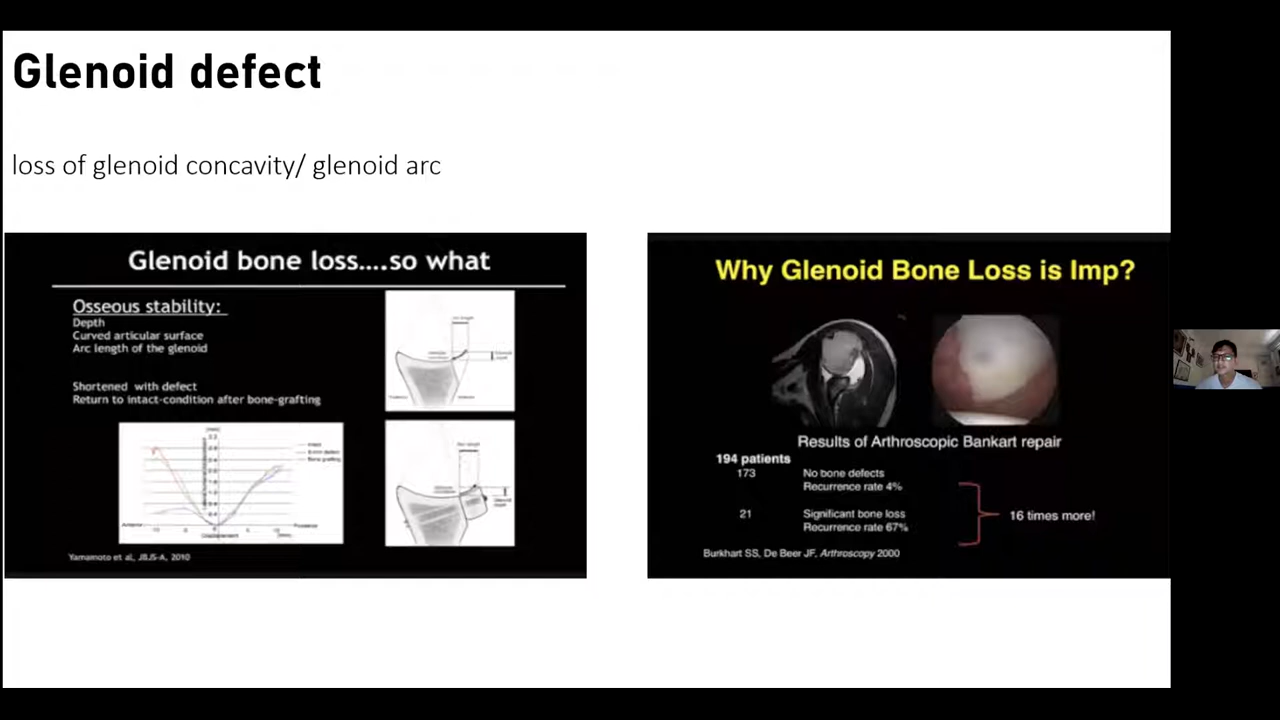 Glenoid defect
loss of glenoid concavity/ glenoid arc
Glenoid bone loss....so what
Osseous stability:
Depth
Curved articular surface
Arc length of the glenoid
Shortened with defect
Return to intact-condition after bone-grafting
Yamamoto et al, JBJS-A, 2010
Why Glenoid Bone Loss is Imp?
Results of Arthroscopic Bankart repair
194 patients
173 No bone defects
Recurrence rate 4%
21 Significant bone loss
Recurrence rate 67%
16 times more!
Burkhart SS, De Beer JF, Arthroscopy 2000